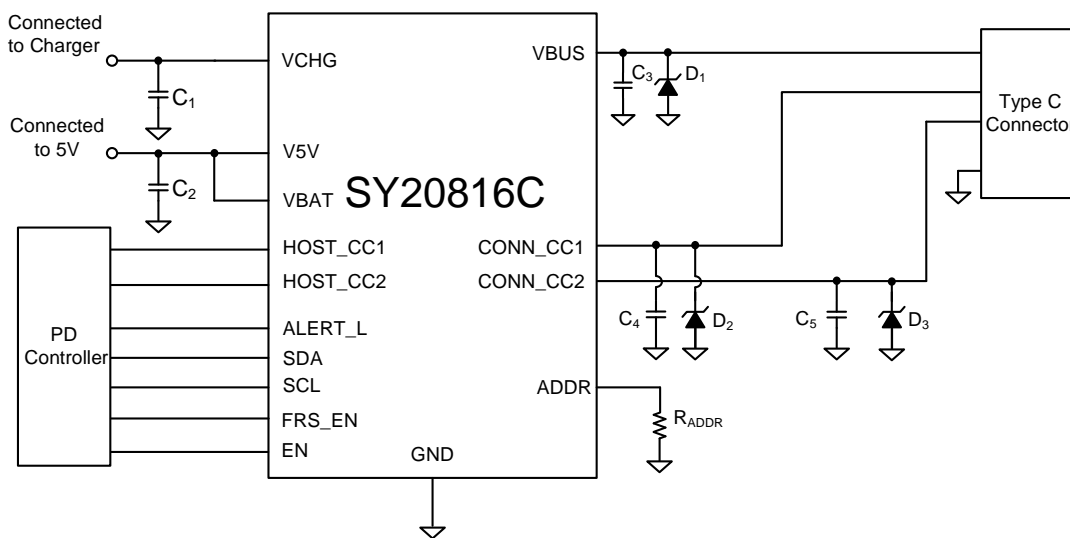 Connected
to Charger
VCHG
C1
Connected
to 5V
V5V
C2
VBAT
SY20816C
VBUS
C3
D1
Type C
Connector
HOST_CC1
HOST_CC2
CONN_CC1
CONN_CC2
C4
D2
C5
D3
PD
Controller
ALERT_L
SDA
SCL
FRS_EN
EN
ADDR
RADDR
GND